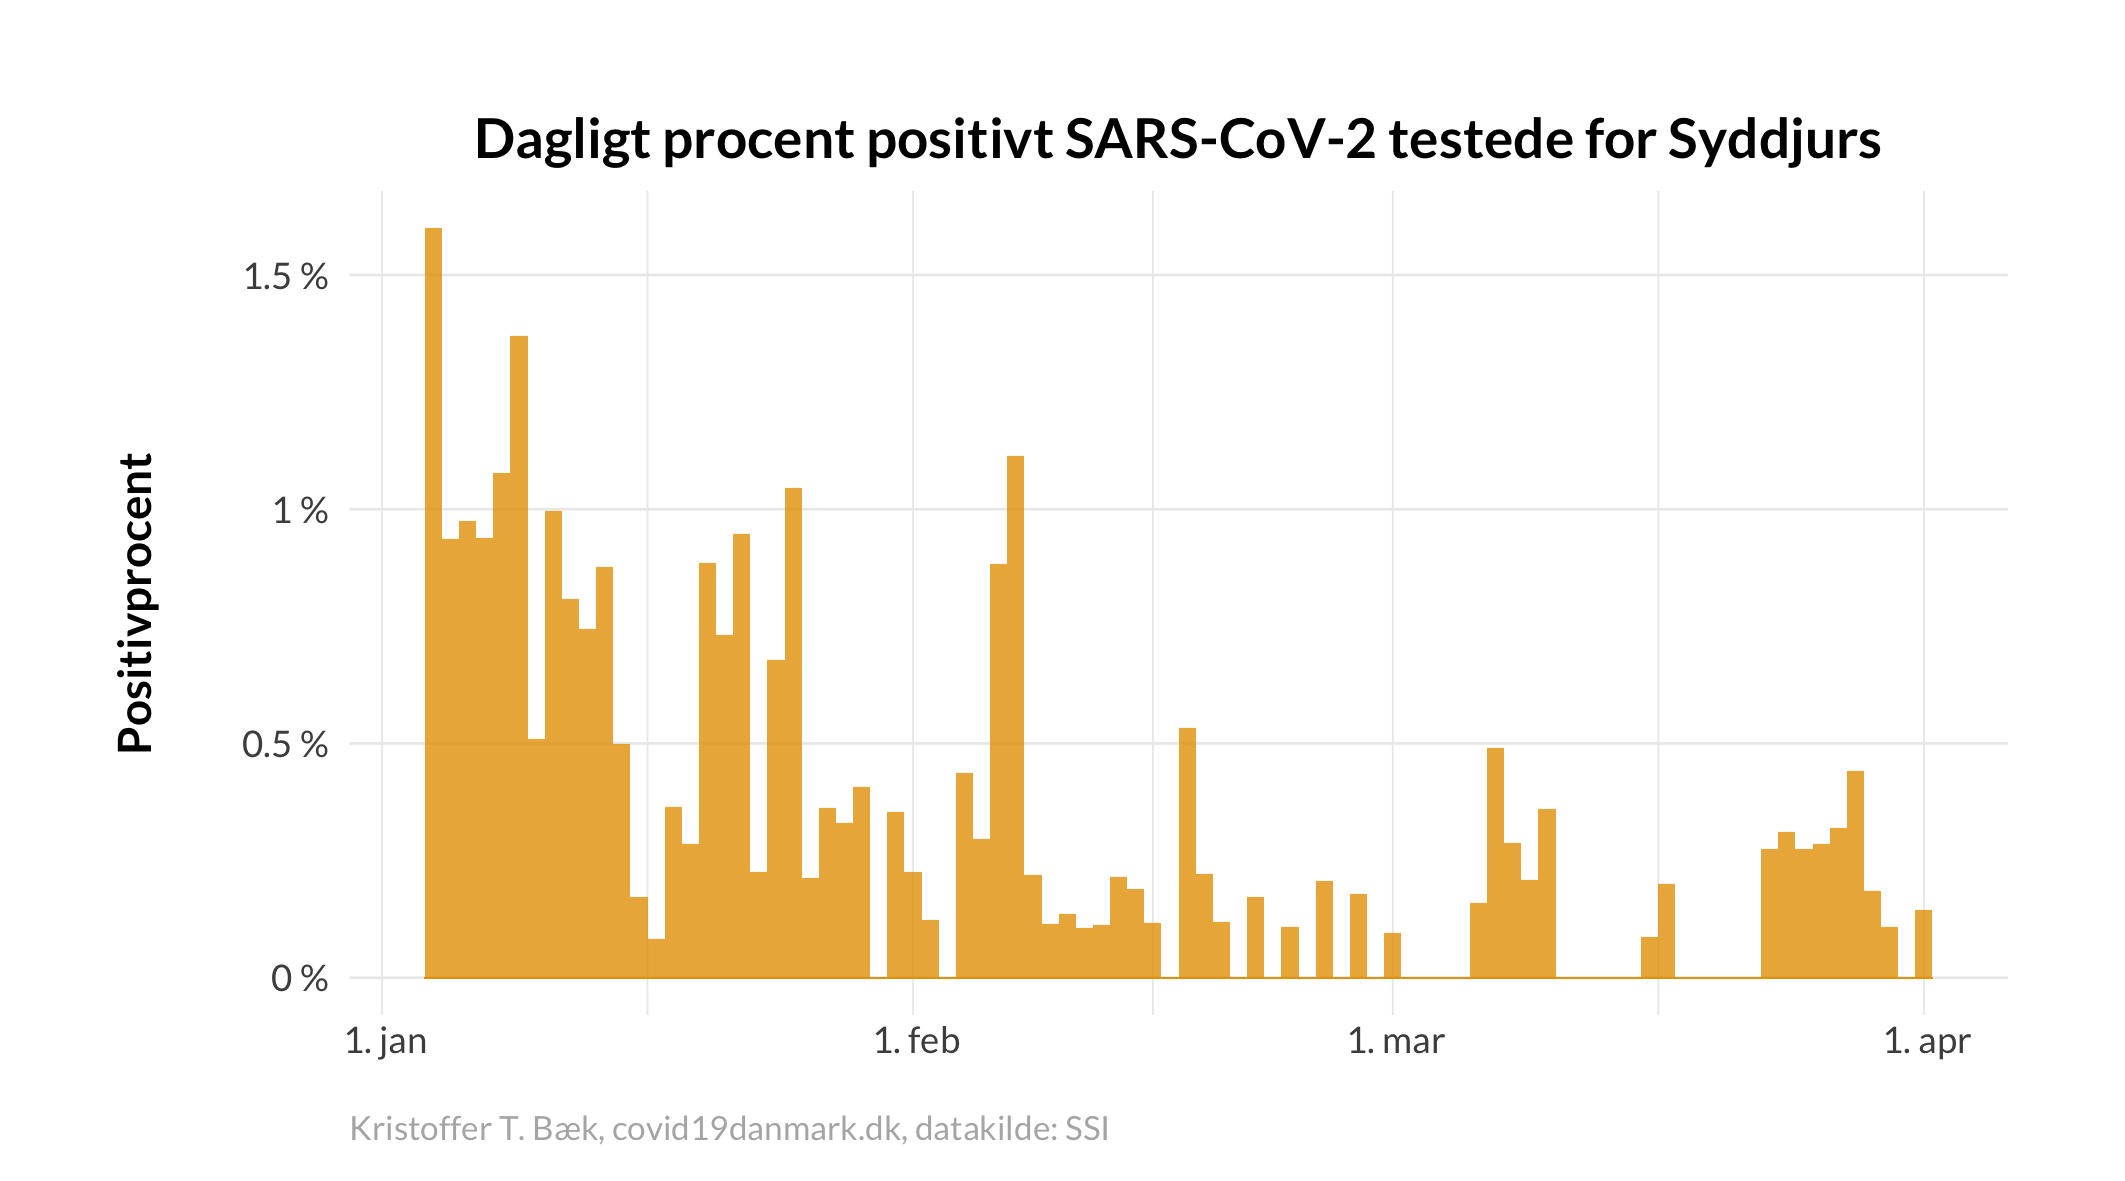 Dagligt procent positivt SARS-CoV-2 testede for Syddjurs
Positivprocent
1.5 %
1 %
0.5 %
0 %
1. jan
1. feb
1. mar
1. apr
Kristoffer T. Bæk, covid19danmark.dk, datakilde: SSI